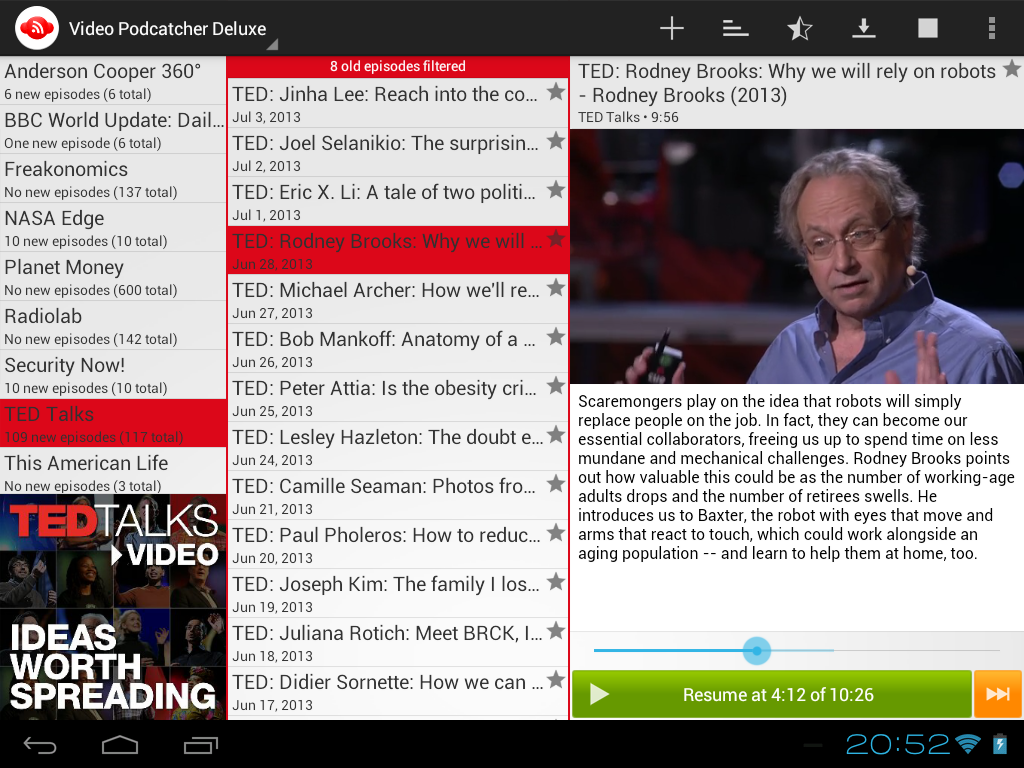 Video Podcatcher Deluxe
Anderson Cooper 360°
6 new episodes (6 total)
BBC World Update: Dail...
One new episode (6 total)
Freakonomics
No new episodes (137 total)
NASA Edge
10 new episodes (10 total)
Planet Money
No new episodes (600 total)
Radiolab
No new episodes (142 total)
Security Now!
10 new episodes (10 total)
TED Talks
109 new episodes (117 total)
This American Life
No new episodes (3 total)
TEDTALKS
VIDEO
IDEAS
WORTH
SPREADING
8 old episodes filtered
TED: Jinha Lee: Reach into the co...
Jul 3, 2013
TED: Joel Selanikio: The surprisin...
Jul 2, 2013
TED: Eric X. Li: A tale of two politi...
Jul 1, 2013
TED: Rodney Brooks: Why we will ...
Jun 28, 2013
TED: Michael Archer: How we'll re...
Jun 27, 2013
TED: Bob Mankoff: Anatomy of a ...
Jun 26, 2013
TED: Peter Attia: Is the obesity cri...
Jun 25, 2013
TED: Lesley Hazleton: The doubt e...
Jun 24, 2013
TED: Camille Seaman: Photos fro...
Jun 21, 2013
TED: Paul Pholeros: How to reduc...
Jun 20, 2013
TED: Joseph Kim: The family I los...
Jun 19, 2013
TED: Juliana Rotich: Meet BRCK, I...
Jun 18, 2013
TED: Didier Sornette: How we can ...
Jun 17, 2013
TED: Rodney Brooks: Why we will rely on robots
- Rodney Brooks (2013)
TED Talks • 9:56
Scaremongers play on the idea that robots will simply
replace people on the job. In fact, they can become our
essential collaborators, freeing us up to spend time on less
mundane and mechanical challenges. Rodney Brooks points
out how valuable this could be as the number of working-age
adults drops and the number of retirees swells. He
introduces us to Baxter, the robot with eyes that move and
arms that react to touch, which could work alongside an
aging population -- and learn to help them at home, too.
Resume at 4:12 of 10:26
20:52